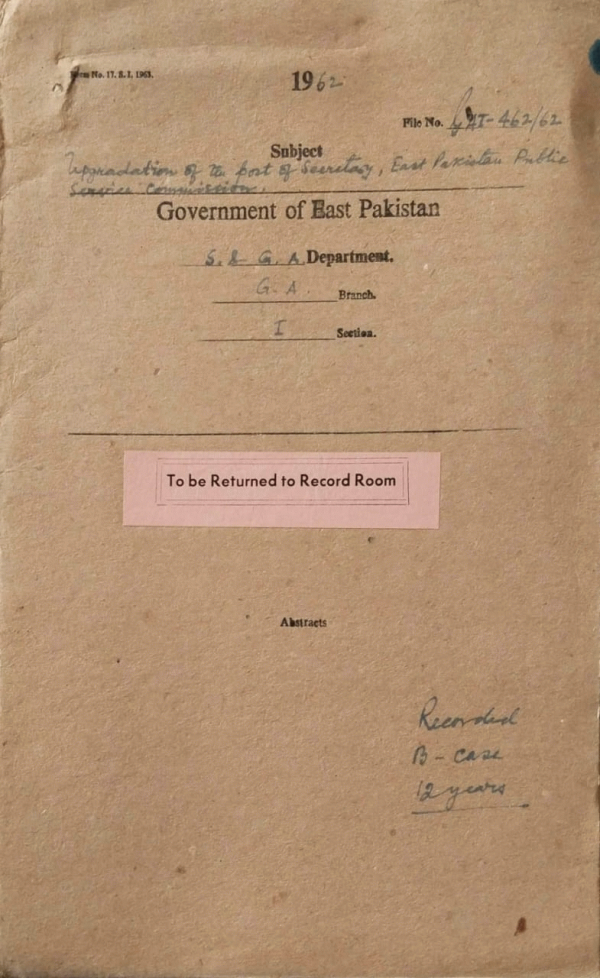 Form No. 17. S. I. 1963.
1962
File No. GAI-462/62
Subject
Upgradation of the post of Secretary, East Pakistan Public
Service Commission.
Government of East Pakistan
S. & G. A. Department.
G. A. Branch.
I Section.
To be Returned to Record Room
Abstracts
Recorded
B - case
12 years